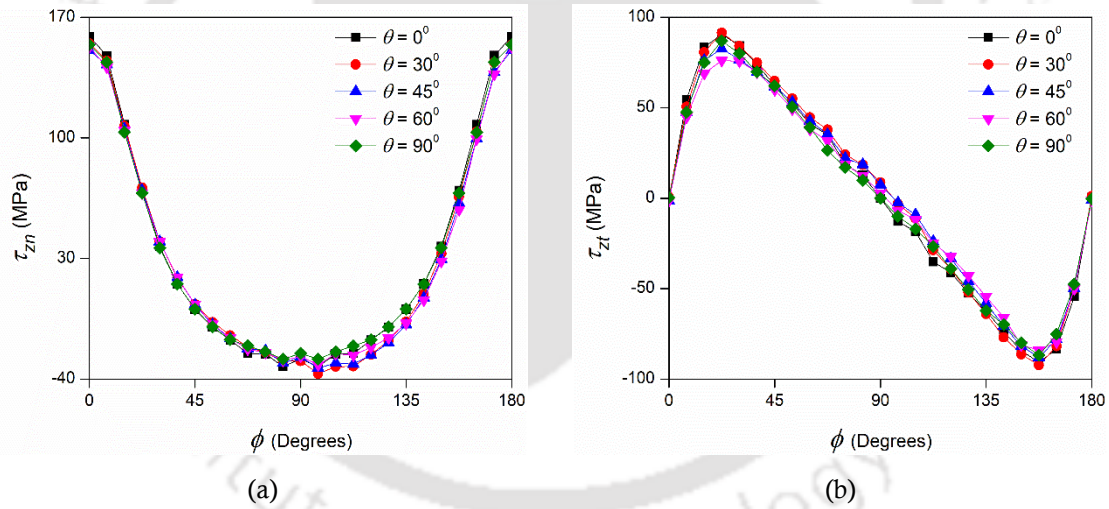 170
100
30
-40
τzn (MPa)
θ = 0⁰
θ = 30⁰
θ = 45⁰
θ = 60⁰
θ = 90⁰
0 45 90 135 180
ϕ (Degrees)
(a)
100
50
0
-50
-100
τzt (MPa)
θ = 0⁰
θ = 30⁰
θ = 45⁰
θ = 60⁰
θ = 90⁰
0 45 90 135 180
ϕ (Degrees)
(b)